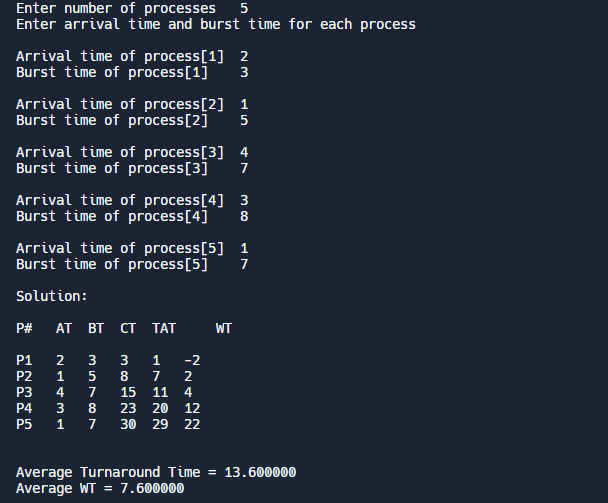 Enter number of processes   5
Enter arrival time and burst time for each process
Arrival time of process[1]  2
Burst time of process[1]    3
Arrival time of process[2]  1
Burst time of process[2]    5
Arrival time of process[3]  4
Burst time of process[3]    7
Arrival time of process[4]  3
Burst time of process[4]    8
Arrival time of process[5]  1
Burst time of process[5]    7
Solution:
P#   AT  BT  CT  TAT     WT
P1   2   3   3   1   -2
P2   1   5   8   7   2
P3   4   7   15  11  4
P4   3   8   23  20  12
P5   1   7   30  29  22
Average Turnaround Time = 13.600000
Average WT = 7.600000